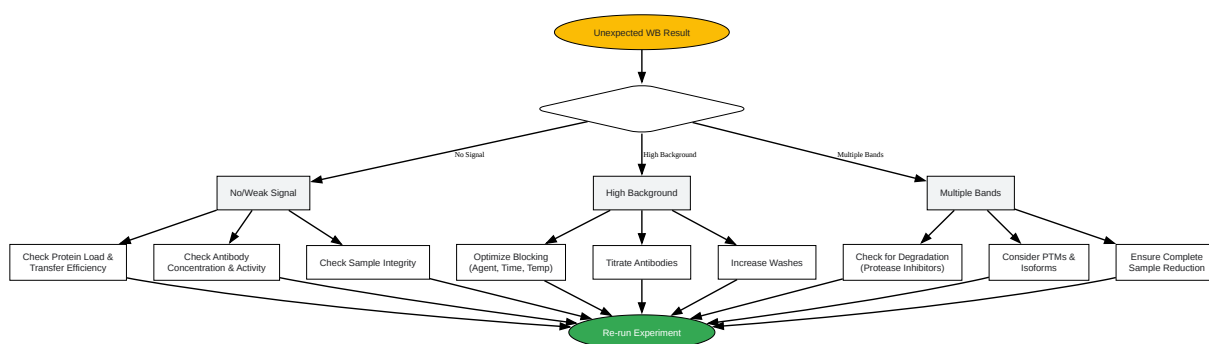 Unexpected WB Result
No Signal
High Background
Multiple Bands
No/Weak Signal
High Background
Multiple Bands
Check Protein Load &
Transfer Efficiency
Check Antibody
Concentration & Activity
Check Sample Integrity
Optimize Blocking
(Agent, Time, Temp)
Titrate Antibodies
Increase Washes
Check for Degradation
(Protease Inhibitors)
Consider PTMs &
Isoforms
Ensure Complete
Sample Reduction
Re-run Experiment